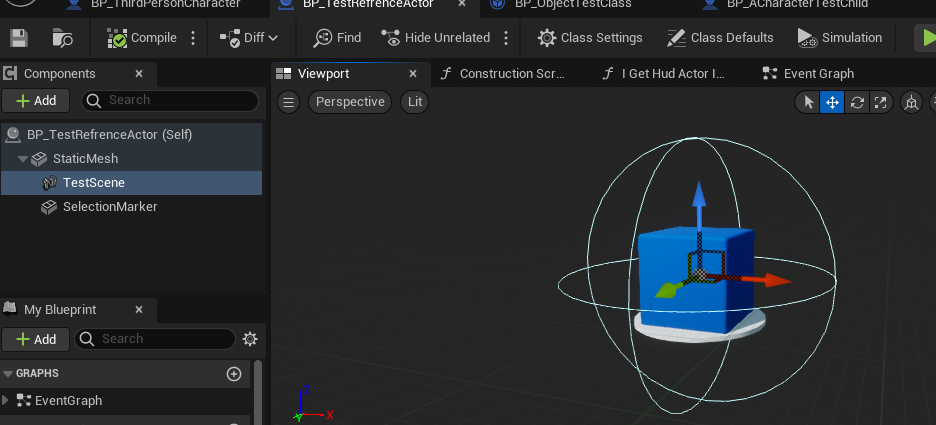 BP_ThirdPersonCharacter
BP_TestRefrenceActor
BP_ObjectTestClass
BP_ACharacterTestChild
Compile
Diff
Find
Hide Unrelated
Class Settings
Class Defaults
Simulation
Components
Viewport
Construction Scr...
I Get Hud Actor I...
Event Graph
Add
Search
Perspective
Lit
BP_TestRefrenceActor (Self)
StaticMesh
TestScene
SelectionMarker
My Blueprint
Add
Search
GRAPHS
EventGraph
X